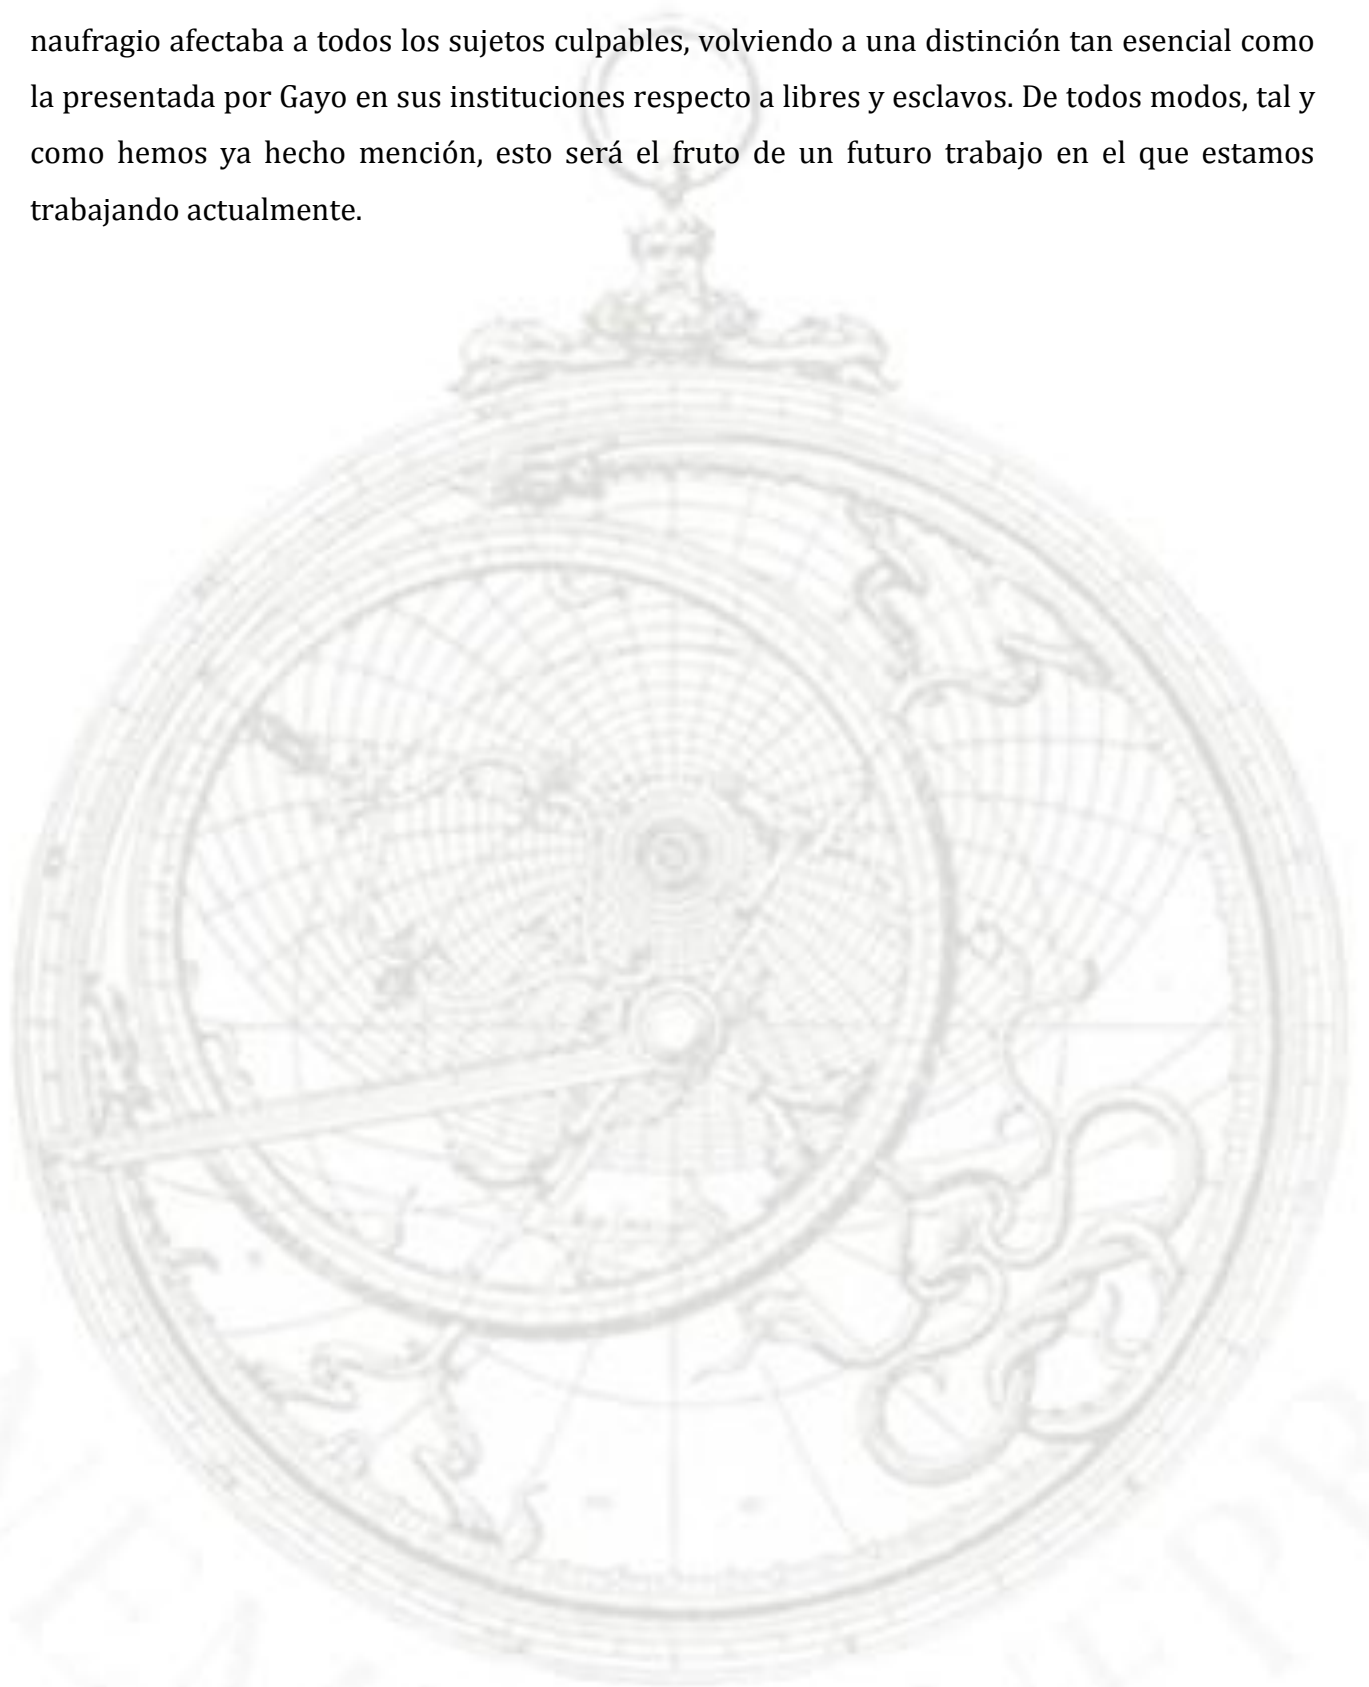 naufragio afectaba a todos los sujetos culpables, volviendo a una distinción tan esencial como
la presentada por Gayo en sus instituciones respecto a libres y esclavos. De todos modos, tal y
como hemos ya hecho mención, esto será el fruto de un futuro trabajo en el que estamos
trabajando actualmente.